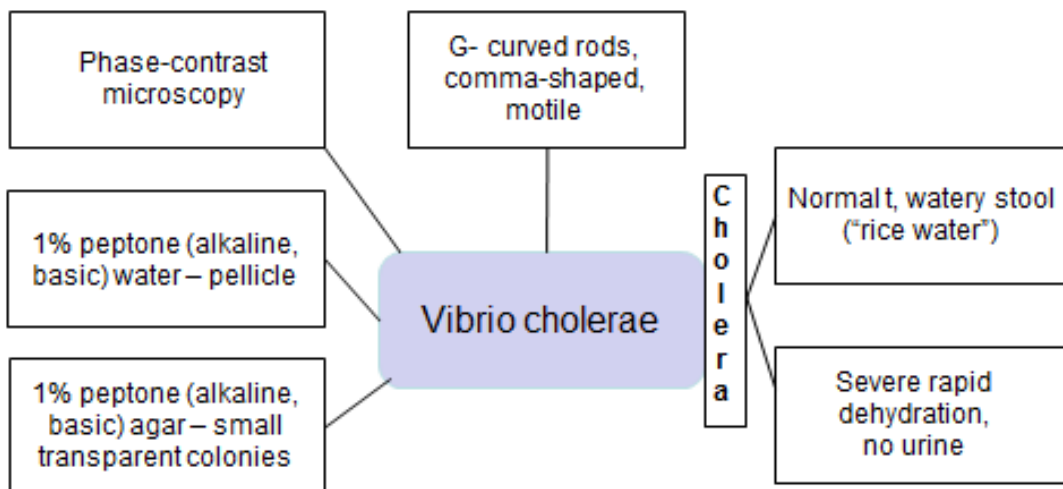 Phase-contrast
microscopy
G- curved rods,
comma-shaped,
motile
1% peptone (alkaline,
basic) water – pellicle
1% peptone (alkaline,
basic) agar – small
transparent colonies
Vibrio cholerae
Cholera
Normal t, watery stool
(“rice water”)
Severe rapid
dehydration,
no urine